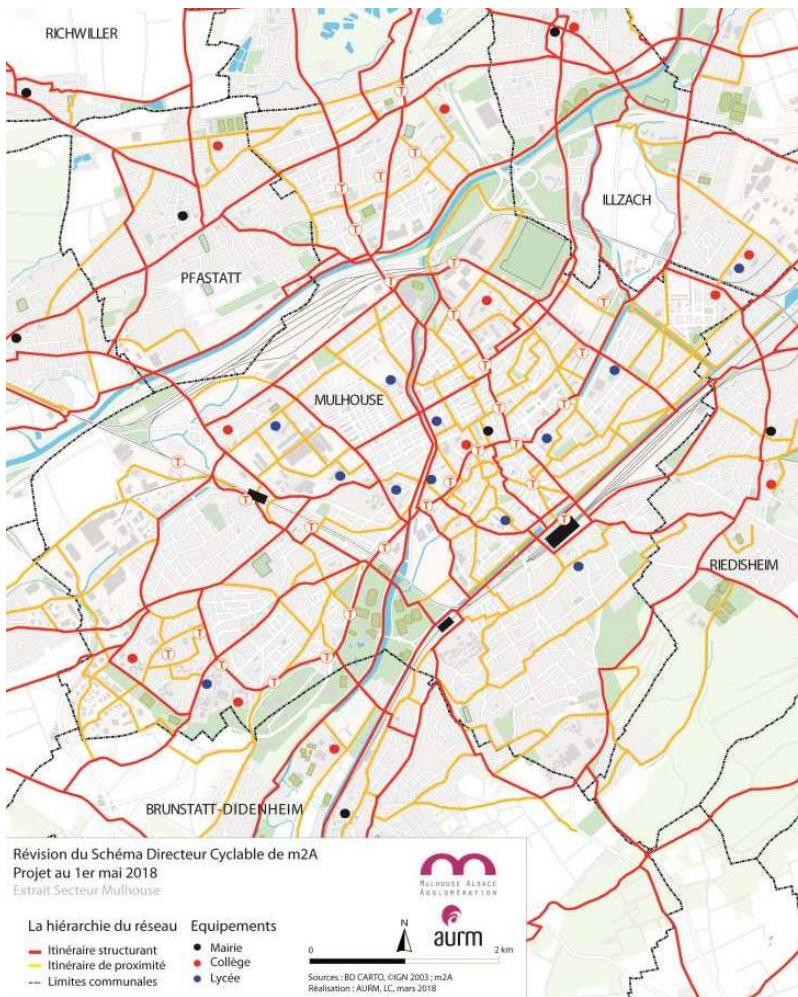 RICHWILLER
ILLZACH
PFASTATT
MULHOUSE
RIEDISHEIM
BRUNSTATT-DIDENHEIM
Révision du Schéma Directeur Cyclable de m2A
Projet au 1er mai 2018
Extrait Secteur Mulhouse
MULHOUSE ALSACE
AGGLOMÉRATION
aurm
La hiérarchie du réseau
Itinéraire structurant
Itinéraire de proximité
Limites communales
Equipements
Mairie
Collège
Lycée
N
0
2 km
Sources : BD CARTO, ©IGN 2003 ; m2A
Réalisation : AURM, LC, mars 2018